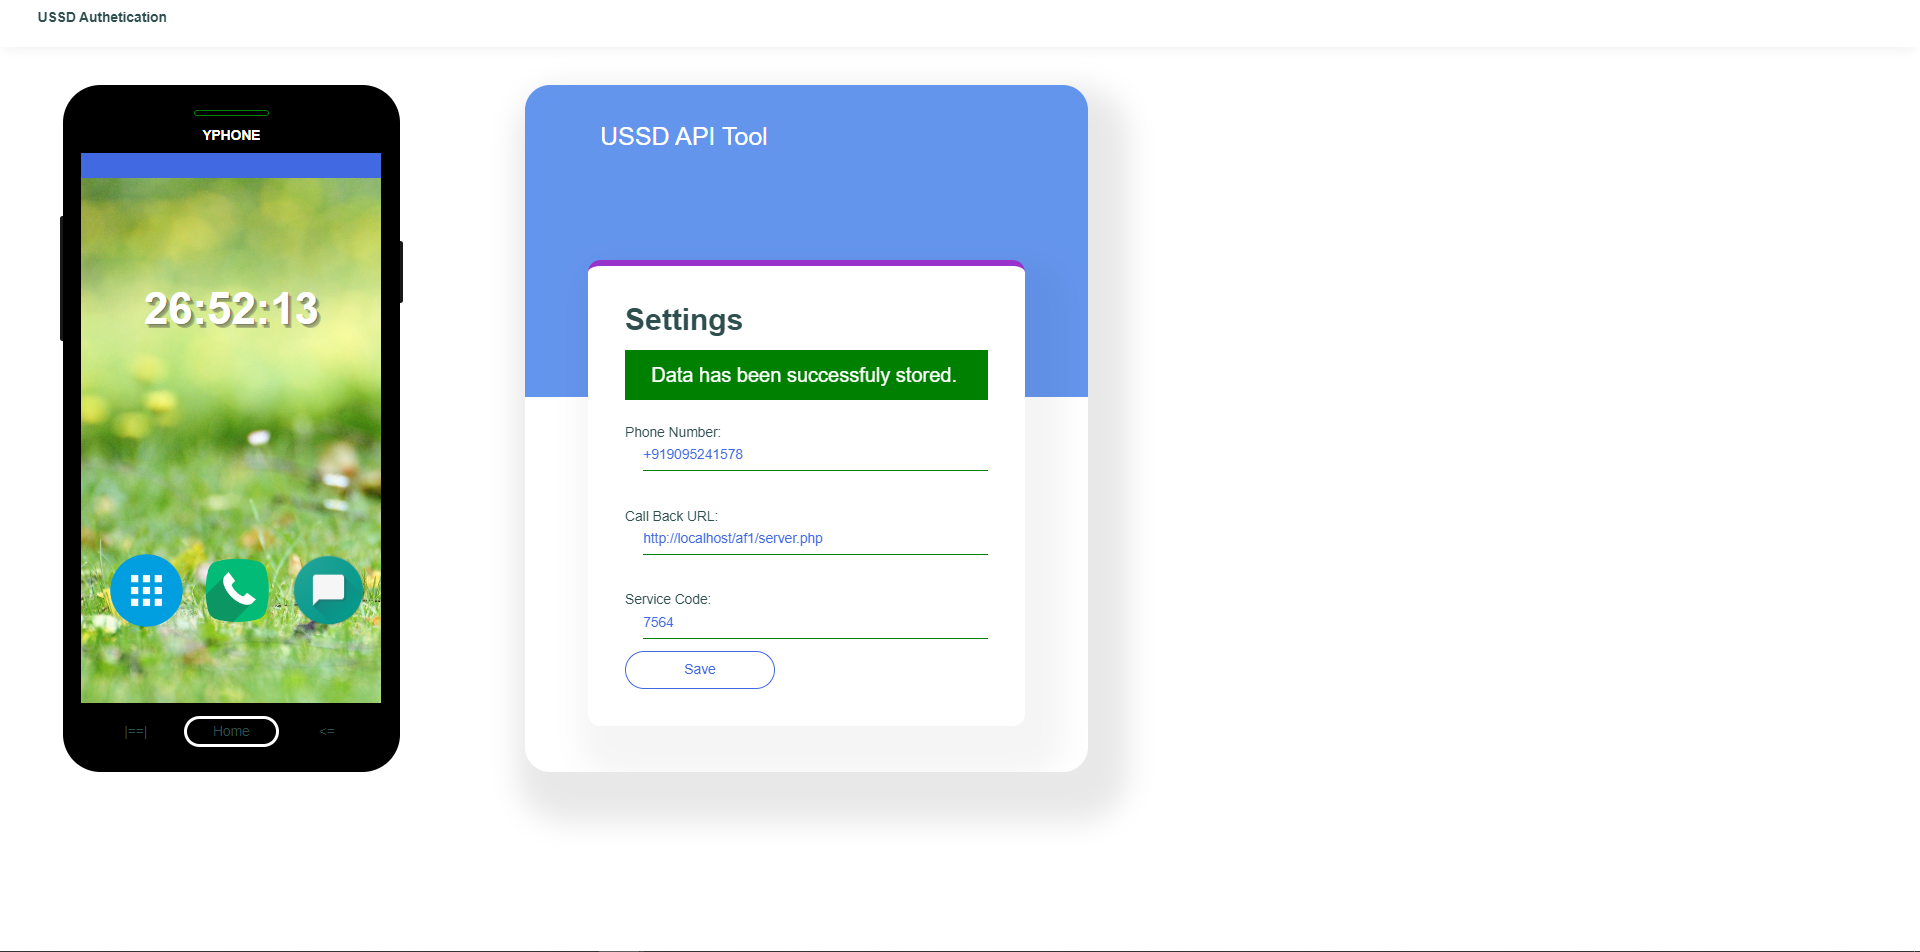 USSD Authetication
YPHONE
26:52:13
|==|
Home
<=
USSD API Tool
Settings
Data has been successfuly stored.
Phone Number:
+919095241578
Call Back URL:
http://localhost/af1/server.php
Service Code:
7564
Save